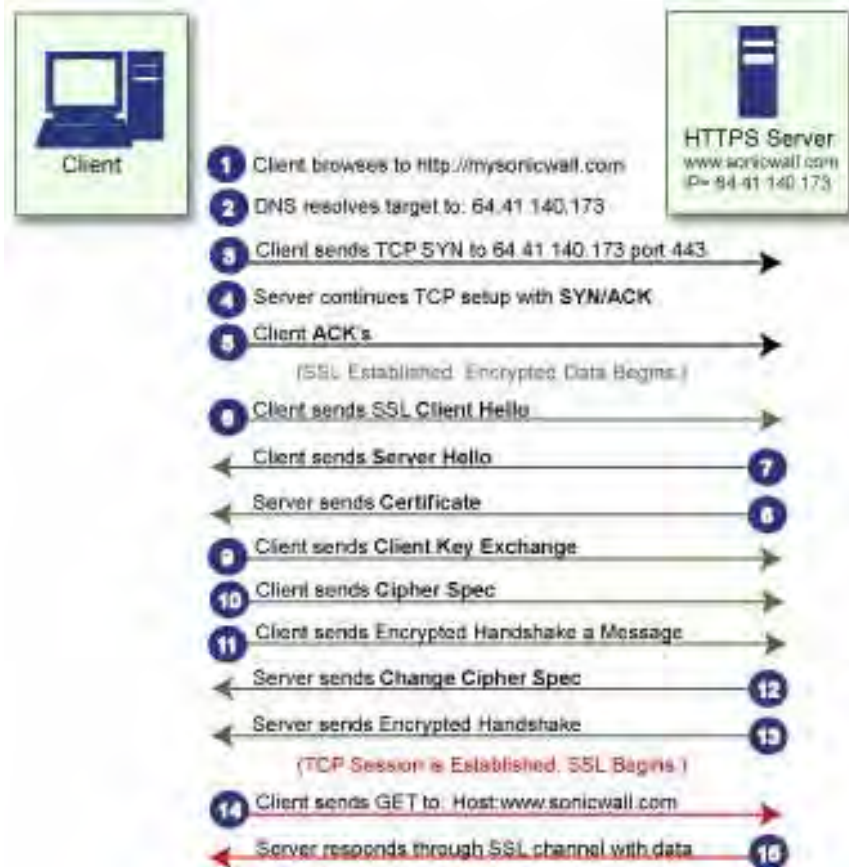 Client
HTTPS Server
www.sonicwall.com
IP= 64.41.140.173
1 Client browses to http://mysonicwall.com
2 DNS resolves target to: 64.41.140.173
3 Client sends TCP SYN to 64.41.140.173 port 443
4 Server continues TCP setup with SYN/ACK
5 Client ACK's
(SSL Established. Encrypted Data Begins.)
6 Client sends SSL Client Hello
Client sends Server Hello 7
Server sends Certificate 8
9 Client sends Client Key Exchange
10 Client sends Cipher Spec
11 Client sends Encrypted Handshake a Message
Server sends Change Cipher Spec 12
Server sends Encrypted Handshake 13
(TCP Session is Established. SSL Begins.)
14 Client sends GET to: Host:www.sonicwall.com
Server responds through SSL channel with data 15